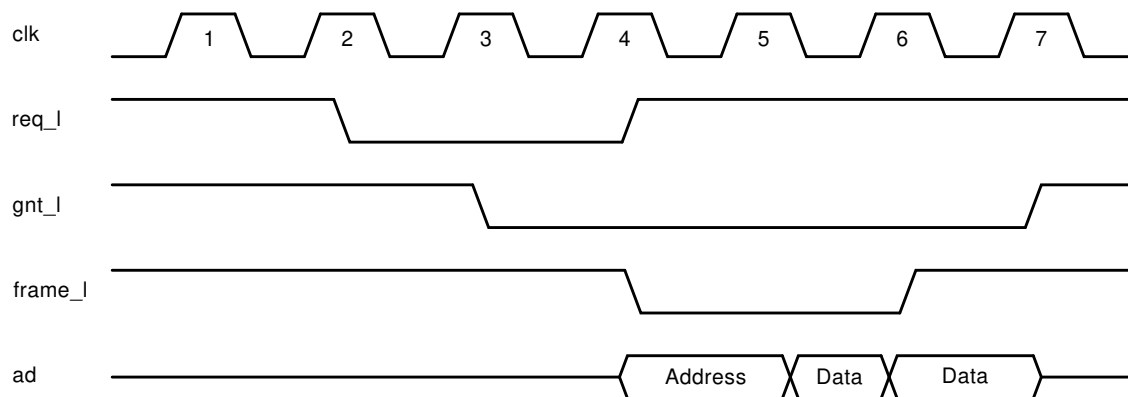 clk 1 2 3 4 5 6 7
req_l
gnt_l
frame_l
ad Address Data Data